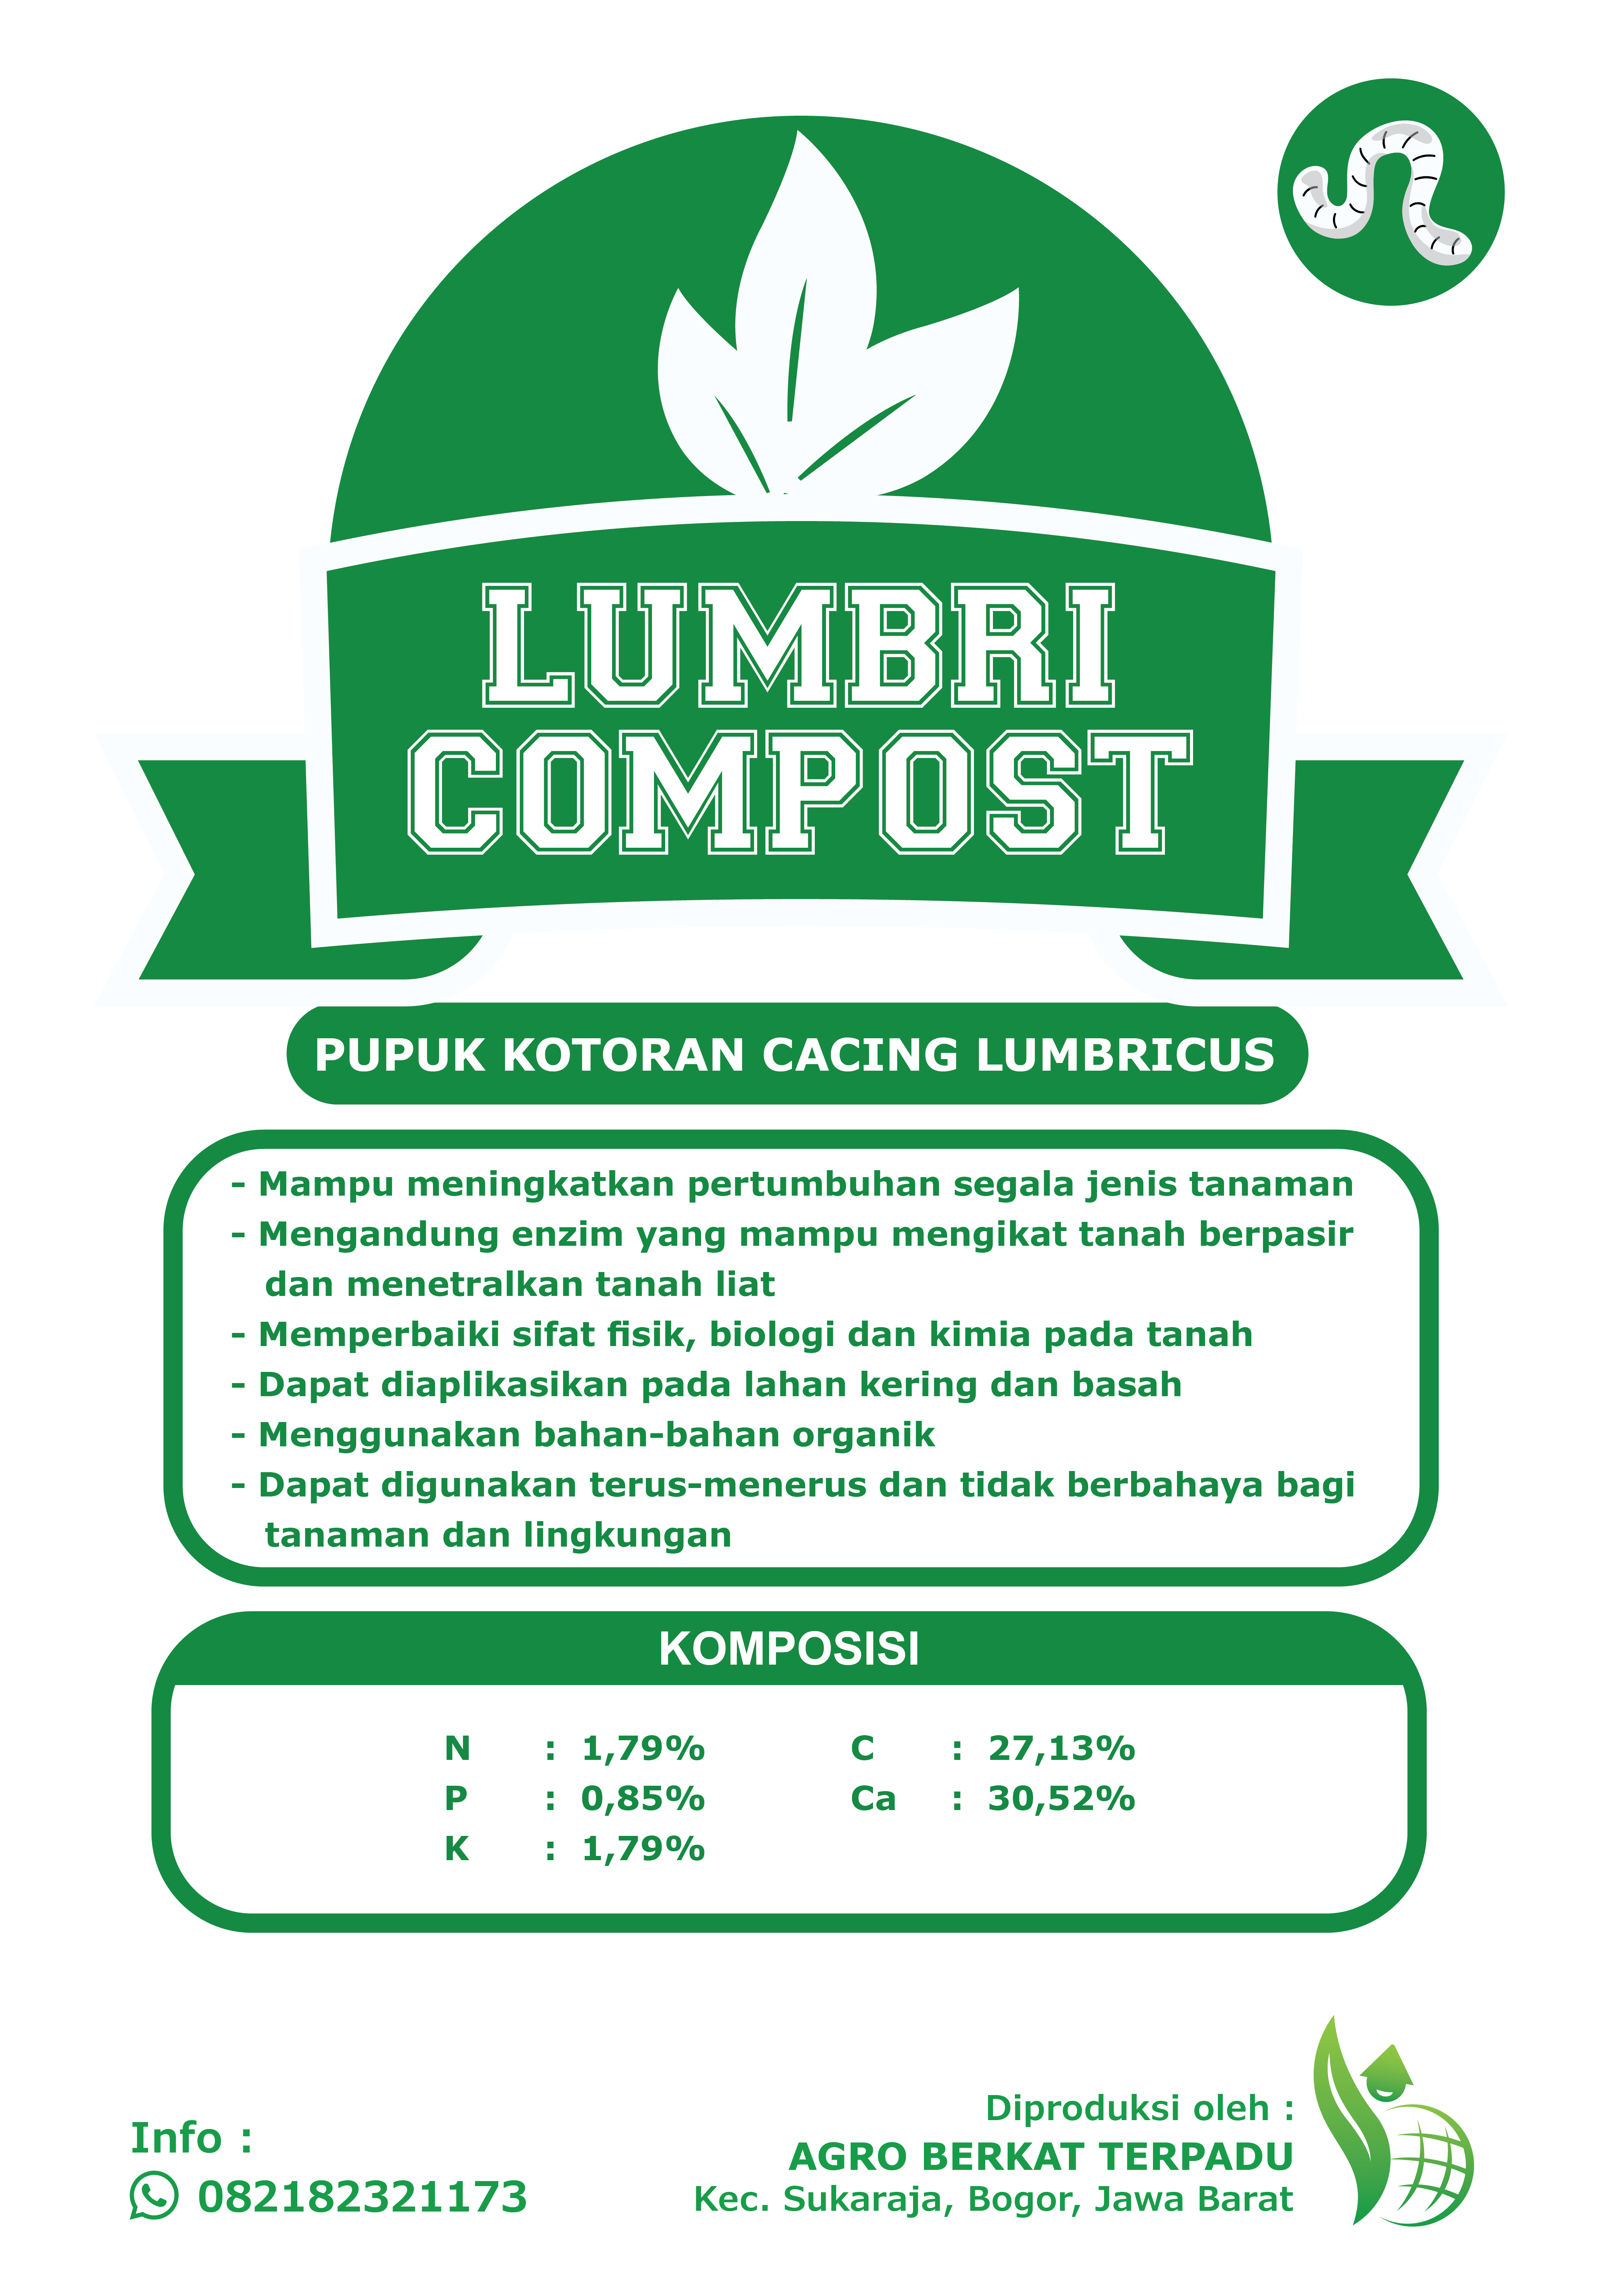 LUMBRI
COMPOST
PUPUK KOTORAN CACING LUMBRICUS
- Mampu meningkatkan pertumbuhan segala jenis tanaman
- Mengandung enzim yang mampu mengikat tanah berpasir
dan menetralkan tanah liat
- Memperbaiki sifat fisik, biologi dan kimia pada tanah
- Dapat diaplikasikan pada lahan kering dan basah
- Menggunakan bahan-bahan organik
- Dapat digunakan terus-menerus dan tidak berbahaya bagi
tanaman dan lingkungan
KOMPOSISI
N : 1,79% C : 27,13%
P : 0,85% Ca : 30,52%
K : 1,79%
Info :
082182321173
Diproduksi oleh :
AGRO BERKAT TERPADU
Kec. Sukaraja, Bogor, Jawa Barat